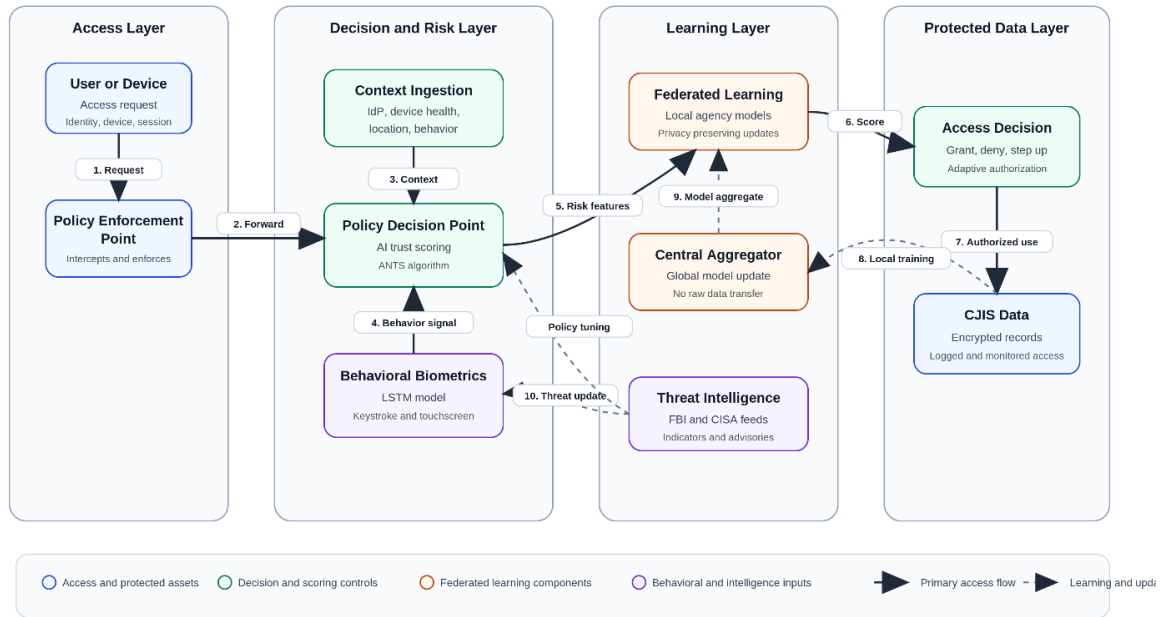 Access Layer
User or Device
Access request
Identity, device, session
1. Request
Policy Enforcement
Point
Intercepts and enforces
2. Forward
Decision and Risk Layer
Context Ingestion
IdP, device health,
location, behavior
3. Context
Policy Decision Point
AI trust scoring
ANTS algorithm
4. Behavior signal
Behavioral Biometrics
LSTM model
Keystroke and touchscreen
5. Risk features
Policy tuning
10. Threat update
Learning Layer
Federated Learning
Local agency models
Privacy preserving updates
9. Model aggregate
Central Aggregator
Global model update
No raw data transfer
Threat Intelligence
FBI and CISA feeds
Indicators and advisories
6. Score
8. Local training
Protected Data Layer
Access Decision
Grant, deny, step up
Adaptive authorization
7. Authorized use
CJIS Data
Encrypted records
Logged and monitored access
Access and protected assets
Decision and scoring controls
Federated learning components
Behavioral and intelligence inputs
Primary access flow
Learning and